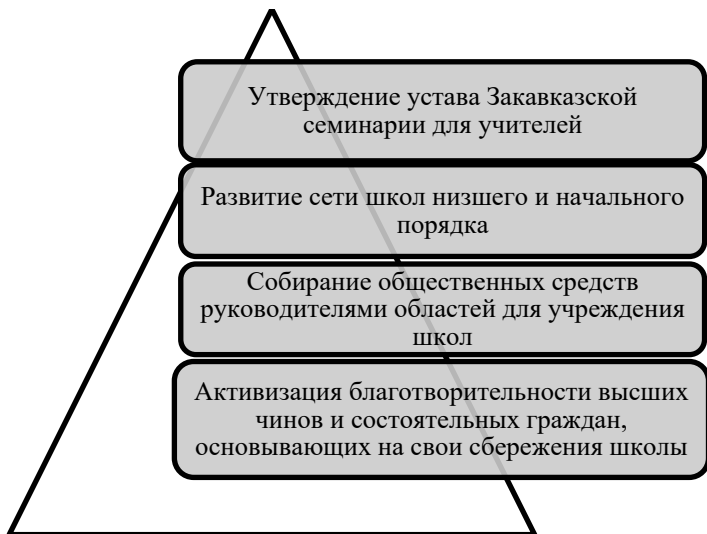 Утверждение устава Закавказской
семинарии для учителей
Развитие сети школ низшего и начального
порядка
Собирание общественных средств
руководителями областей для учреждения
школ
Активизация благотворительности высших
чинов и состоятельных граждан,
основывающих на свои сбережения школы